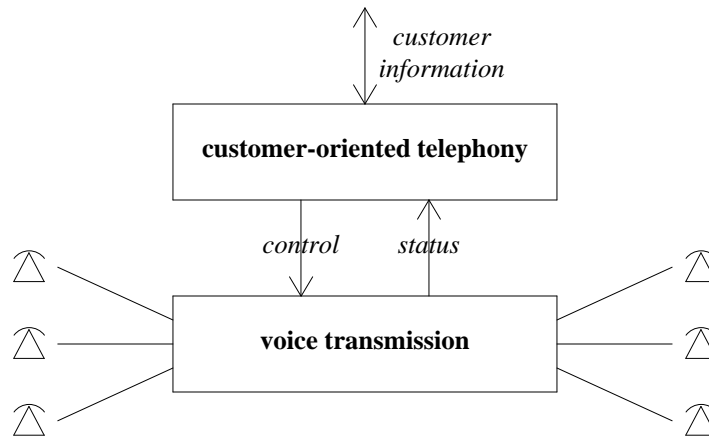 customer
information
customer-oriented telephony
control
status
voice transmission